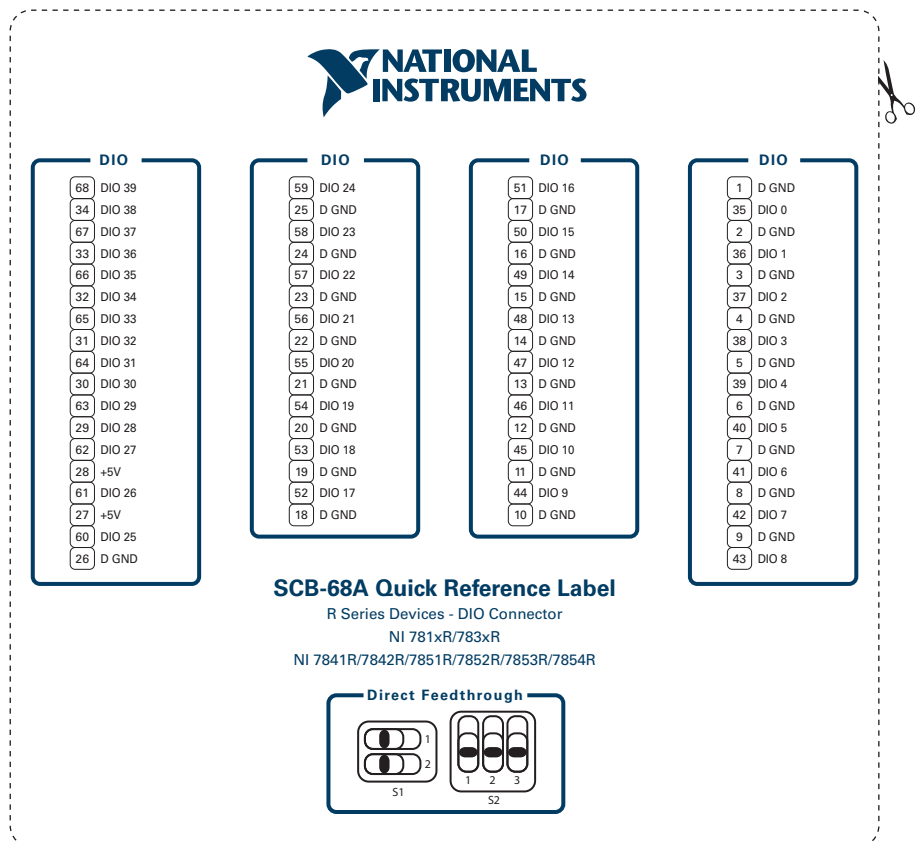 NATIONAL
INSTRUMENTS
DIO
68 DIO 39
34 DIO 38
67 DIO 37
33 DIO 36
66 DIO 35
32 DIO 34
65 DIO 33
31 DIO 32
64 DIO 31
30 DIO 30
63 DIO 29
29 DIO 28
62 DIO 27
28 +5V
61 DIO 26
27 +5V
60 DIO 25
26 D GND
DIO
59 DIO 24
25 D GND
58 DIO 23
24 D GND
57 DIO 22
23 D GND
56 DIO 21
22 D GND
55 DIO 20
21 D GND
54 DIO 19
20 D GND
53 DIO 18
19 D GND
52 DIO 17
18 D GND
DIO
51 DIO 16
17 D GND
50 DIO 15
16 D GND
49 DIO 14
15 D GND
48 DIO 13
14 D GND
47 DIO 12
13 D GND
46 DIO 11
12 D GND
45 DIO 10
11 D GND
44 DIO 9
10 D GND
DIO
1 D GND
35 DIO 0
2 D GND
36 DIO 1
3 D GND
37 DIO 2
4 D GND
38 DIO 3
5 D GND
39 DIO 4
6 D GND
40 DIO 5
7 D GND
41 DIO 6
8 D GND
42 DIO 7
9 D GND
43 DIO 8
SCB-68A Quick Reference Label
R Series Devices - DIO Connector
NI 781xR/783xR
NI 7841R/7842R/7851R/7852R/7853R/7854R
Direct Feedthrough
1
2
S1
1 2 3
S2